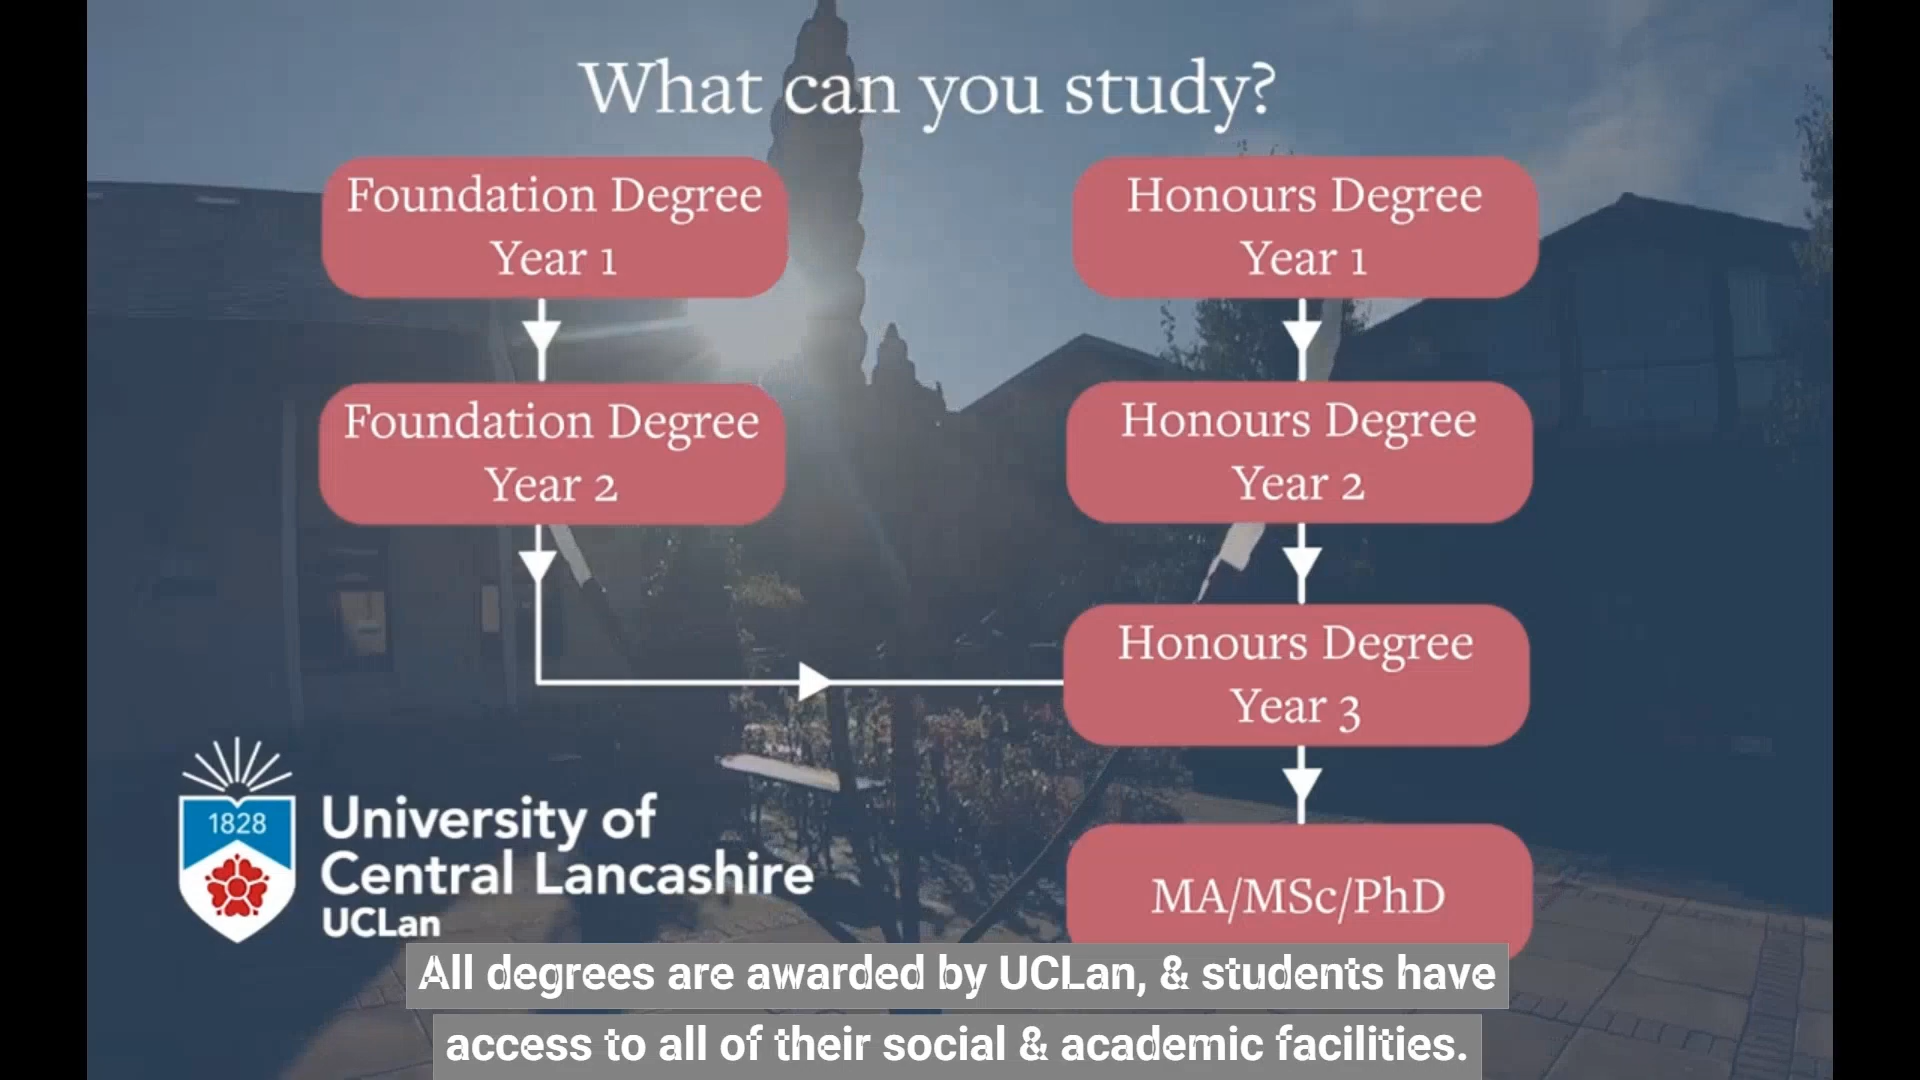 What can you study?
Foundation Degree
Year 1
Foundation Degree
Year 2
Honours Degree
Year 1
Honours Degree
Year 2
Honours Degree
Year 3
MA/MSc/PhD
1828
University of
Central Lancashire
UCLan
All degrees are awarded by UCLan, & students have
access to all of their social & academic facilities.